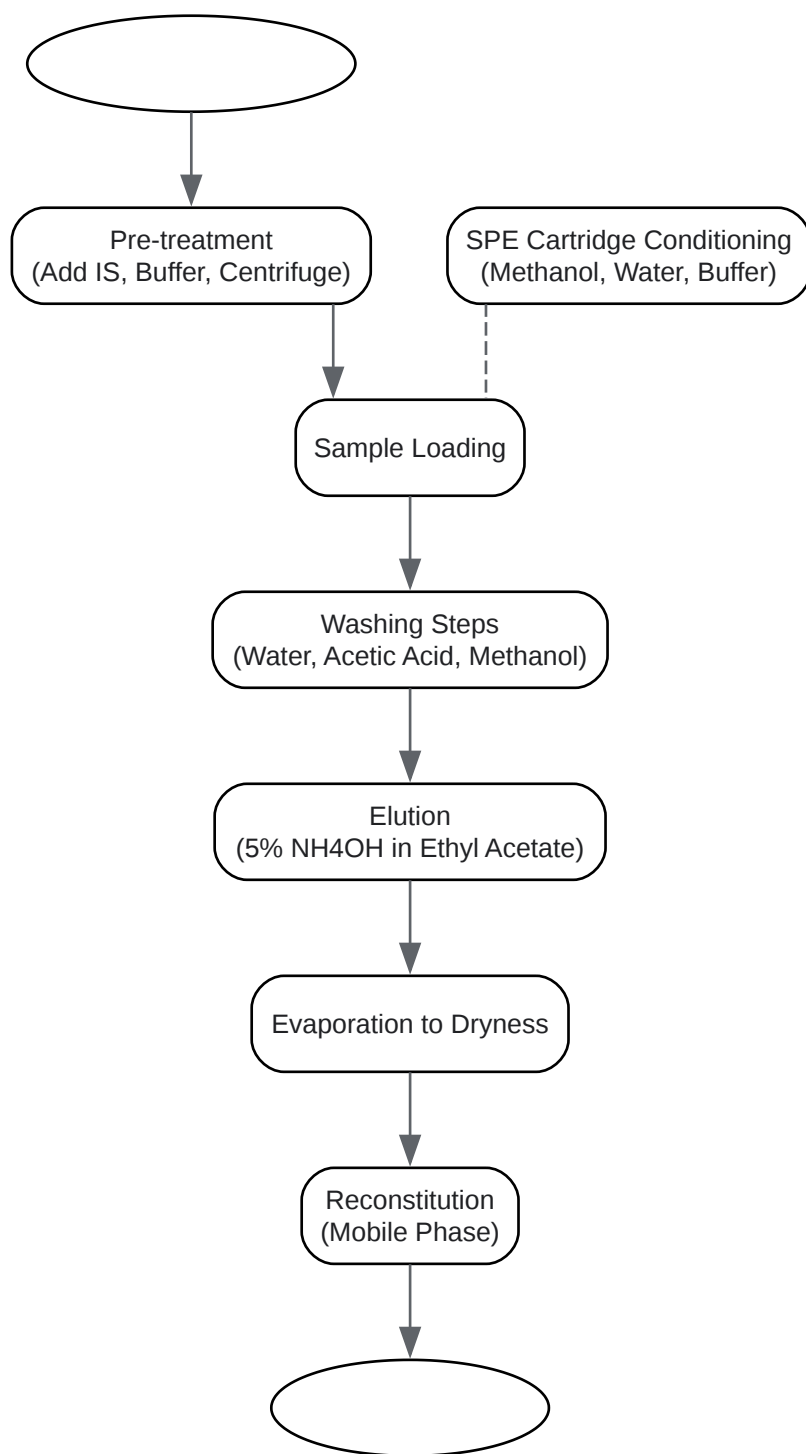 Pre-treatment
(Add IS, Buffer, Centrifuge)
SPE Cartridge Conditioning
(Methanol, Water, Buffer)
Sample Loading
Washing Steps
(Water, Acetic Acid, Methanol)
Elution
(5% NH4OH in Ethyl Acetate)
Evaporation to Dryness
Reconstitution
(Mobile Phase)